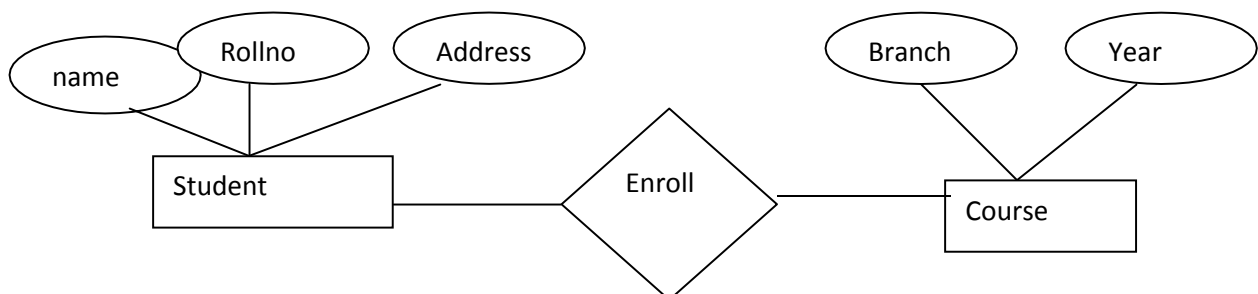 name
Rollno
Address
Branch
Year
Student
Enroll
Course